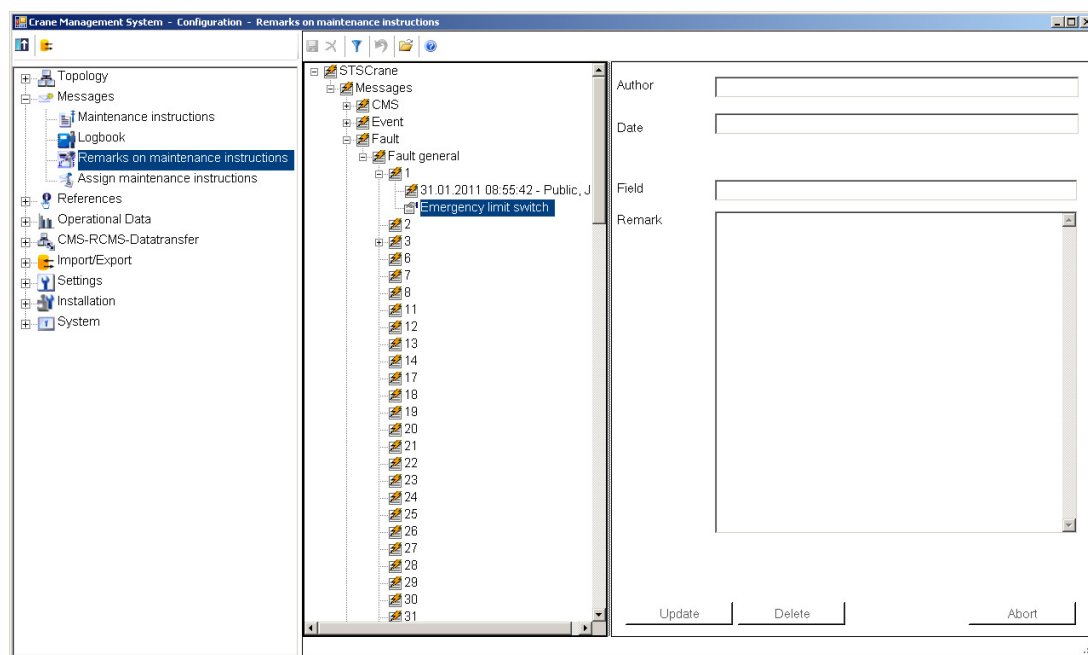 Crane Management System - Configuration - Remarks on maintenance instructions
Topology
Messages
Maintenance instructions
Logbook
Remarks on maintenance instructions
Assign maintenance instructions
References
Operational Data
CMS-RCMS-Datatransfer
Import/Export
Settings
Installation
System
STSCrane
Messages
CMS
Event
Fault
Fault general
1
31.01.2011 08:55:42 - Public, J
Emergency limit switch
2
3
6
7
8
11
12
13
14
17
18
19
20
21
22
23
24
25
26
27
28
29
30
31
Author
Date
Field
Remark
Update Delete Abort